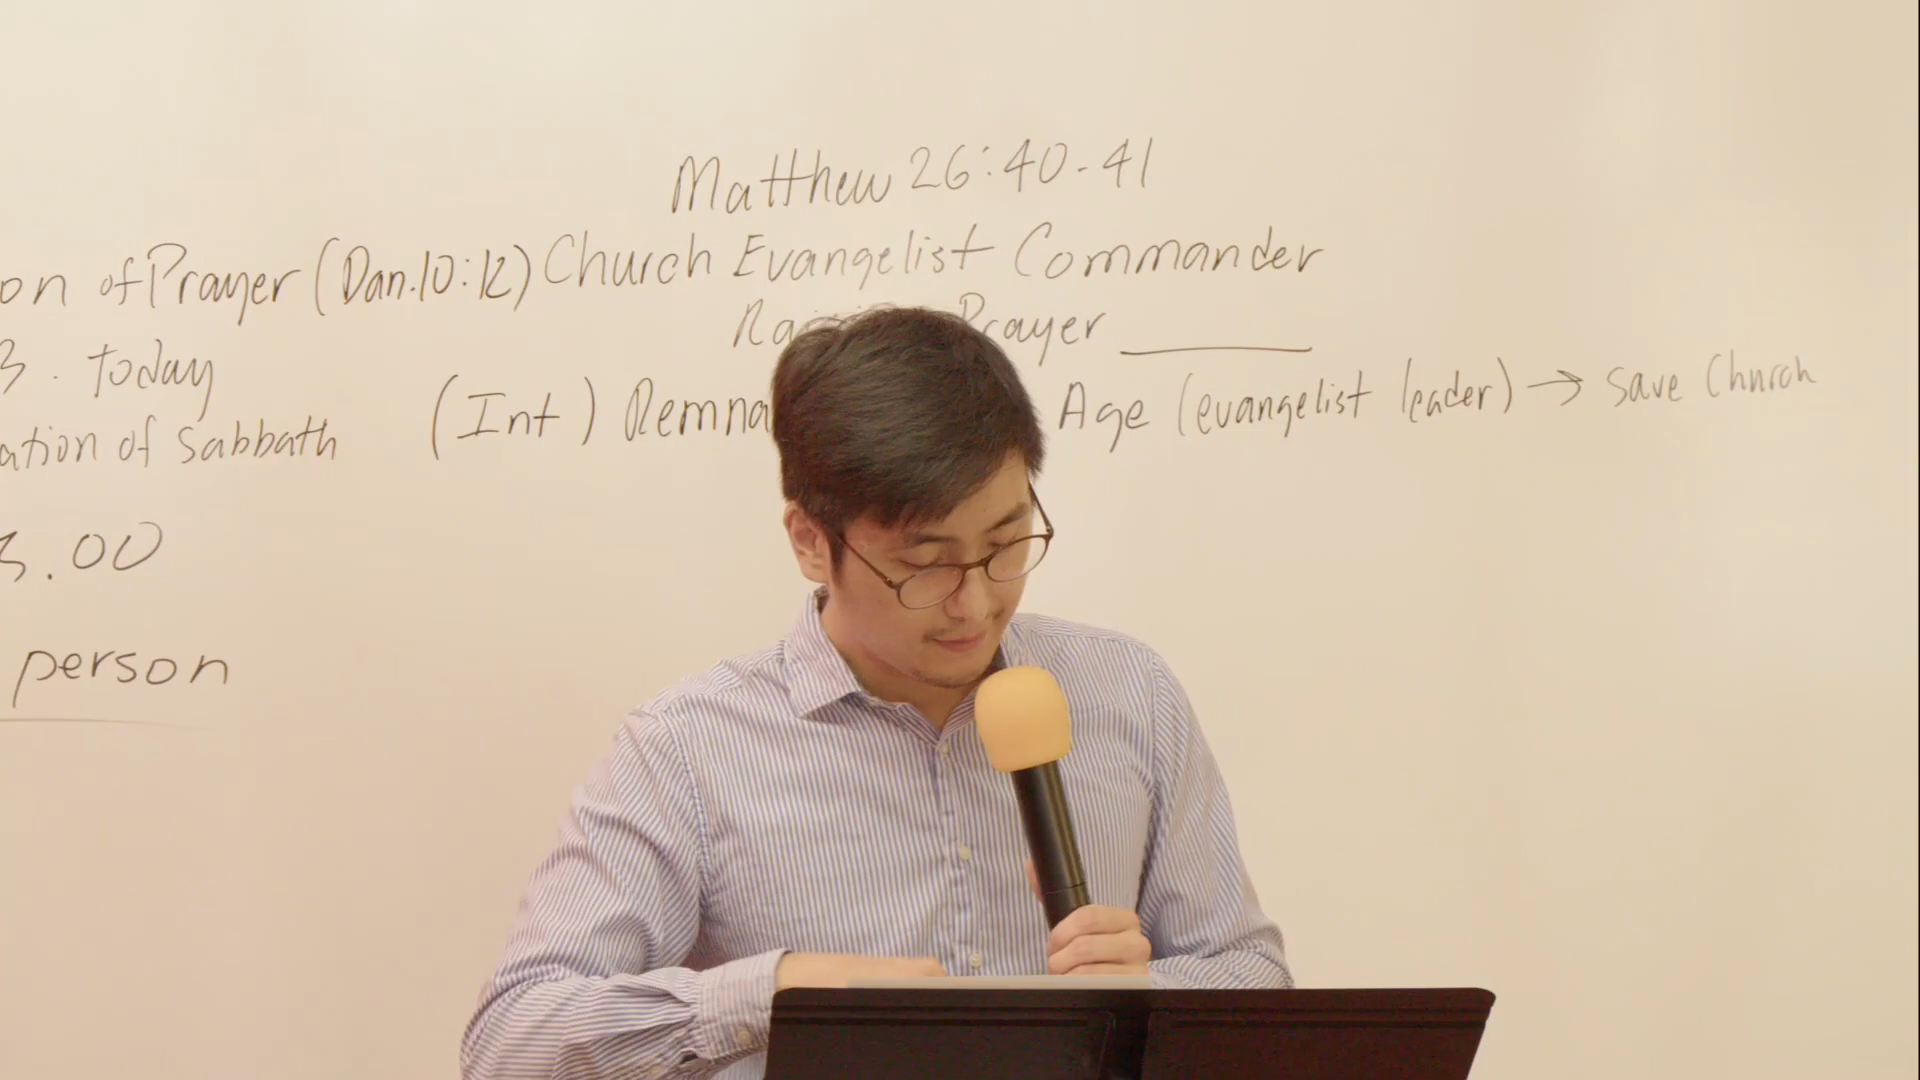 Matthew 26:40-41
on of Prayer (Dan.10:12) Church Evangelist Commander
Prayer
3. today
(Int) Remna Age (evangelist leader) → save Church
ation of Sabbath
3.00
person